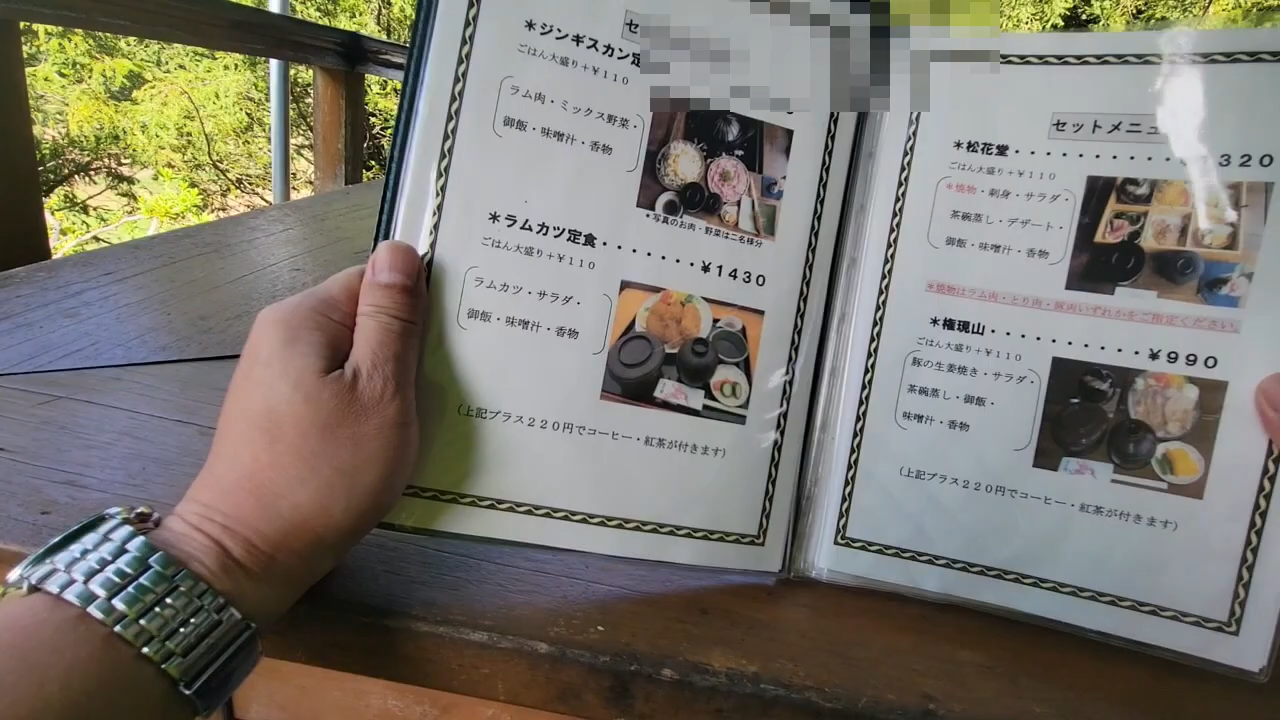 ＊ジンギスカン定
ごはん大盛り＋￥１１０
ラム肉・ミックス野菜・
御飯・味噌汁・香物
＊写真のお肉・野菜は二名様分
＊ラムカツ定食・・・・・・・￥1430
ごはん大盛り＋￥１１０
ラムカツ・サラダ・
御飯・味噌汁・香物
（上記プラス２２０円でコーヒー・紅茶が付きます）
セットメニュ
＊松花堂・・・・・・・・・・・320
ごはん大盛り＋￥１１０
＊焼物・刺身・サラダ・
茶碗蒸し・デザート・
御飯・味噌汁・香物
＊焼物はラム肉・とり肉・豚肉いずれかをご指定ください。
＊権現山・・・・・・・・・・￥990
ごはん大盛り＋￥１１０
豚の生姜焼き・サラダ・
茶碗蒸し・御飯・
味噌汁・香物
（上記プラス２２０円でコーヒー・紅茶が付きます）